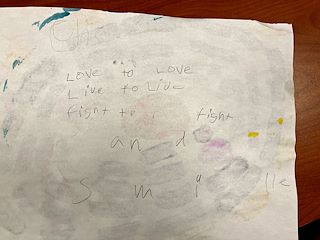 Love to Love
Live to Live
fight to fight
and
smile